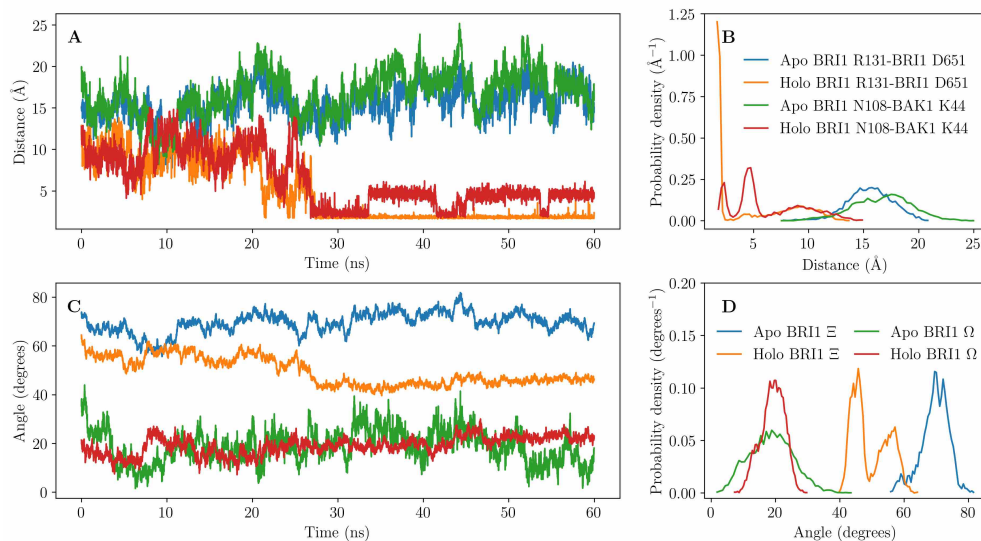 A
Distance (Å)
25
20
15
10
5
0
10
20
30
40
50
60
Time (ns)
B
Probability density (Å⁻¹)
1.25
1.00
0.75
0.50
0.25
0.00
Apo BRI1 R131-BRI1 D651
Holo BRI1 R131-BRI1 D651
Apo BRI1 N108-BAK1 K44
Holo BRI1 N108-BAK1 K44
5
10
15
20
25
Distance (Å)
C
Angle (degrees)
80
60
40
20
0
0
10
20
30
40
50
60
Time (ns)
D
Probability density (degrees⁻¹)
0.20
0.15
0.10
0.05
0.00
Apo BRI1 Ξ
Apo BRI1 Ω
Holo BRI1 Ξ
Holo BRI1 Ω
0
20
40
60
80
Angle (degrees)